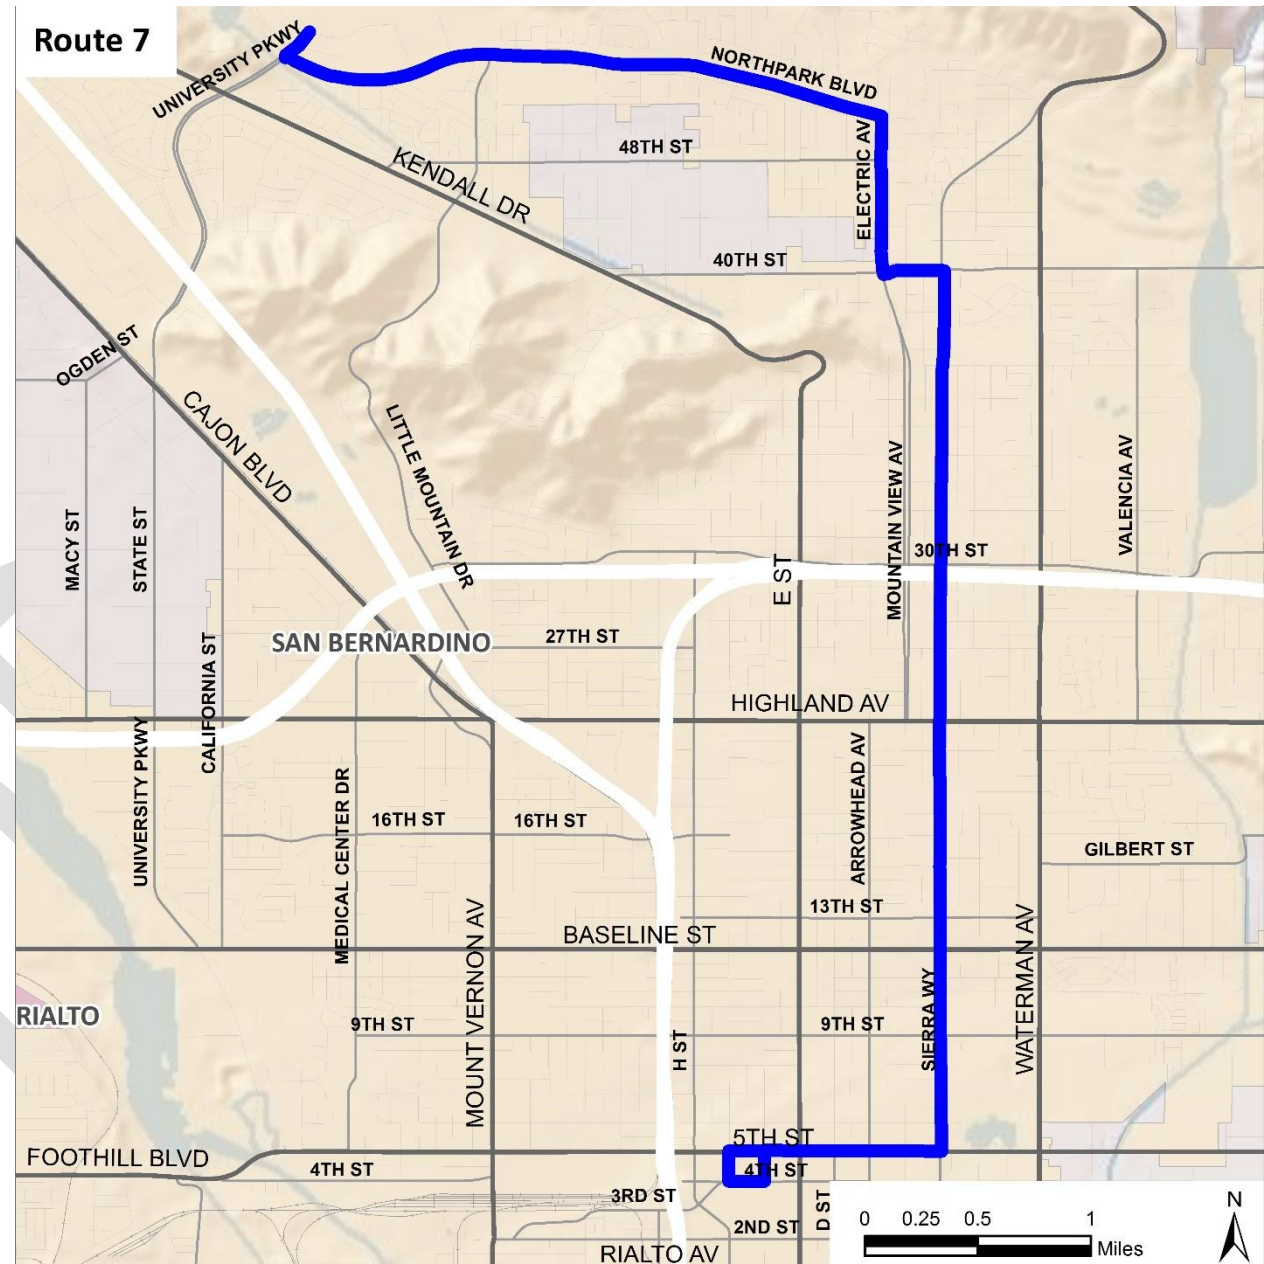 Route 7
UNIVERSITY PKWY
NORTHPARK BLVD
48TH ST
ELECTRIC AV
KENDALL DR
40TH ST
OGDEN ST
CAJON BLVD
LITTLE MOUNTAIN DR
MACY ST
STATE ST
MOUNTAIN VIEW AV
VALENCIA AV
30TH ST
E ST
SAN BERNARDINO
27TH ST
CALIFORNIA ST
HIGHLAND AV
UNIVERSITY PKWY
MEDICAL CENTER DR
16TH ST
16TH ST
ARROWHEAD AV
GILBERT ST
13TH ST
MOUNT VERNON AV
BASELINE ST
WATERMAN AV
RIALTO
9TH ST
H ST
9TH ST
SIERRA WY
5TH ST
FOOTHILL BLVD
4TH ST
4TH ST
3RD ST
2ND ST
D ST
RIALTO AV
N
0 0.25 0.5 1
Miles